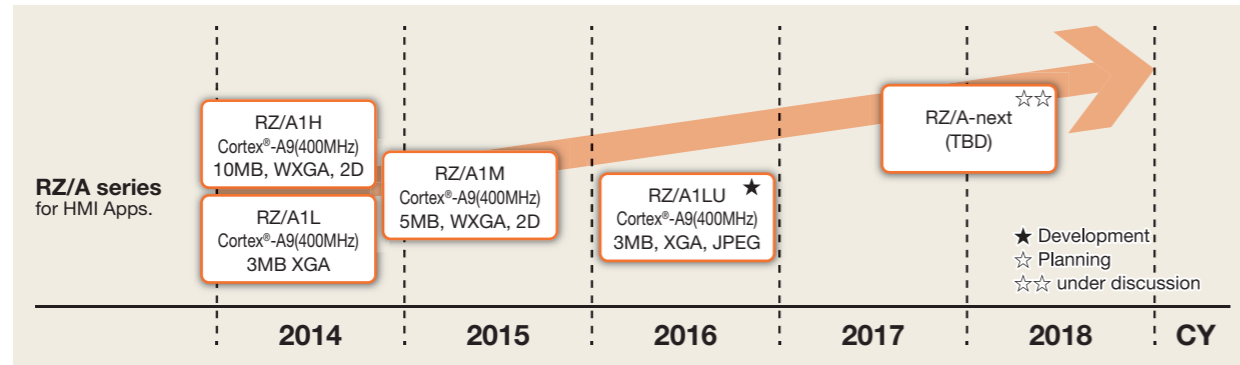 RZ/A series
for HMI Apps.
RZ/A1H
Cortex®-A9(400MHz)
10MB, WXGA, 2D
RZ/A1L
Cortex®-A9(400MHz)
3MB XGA
RZ/A1M
Cortex®-A9(400MHz)
5MB, WXGA, 2D
RZ/A1LU ★
Cortex®-A9(400MHz)
3MB, XGA, JPEG
☆☆
RZ/A-next
(TBD)
★ Development
☆ Planning
☆☆ under discussion
2014 2015 2016 2017 2018 CY